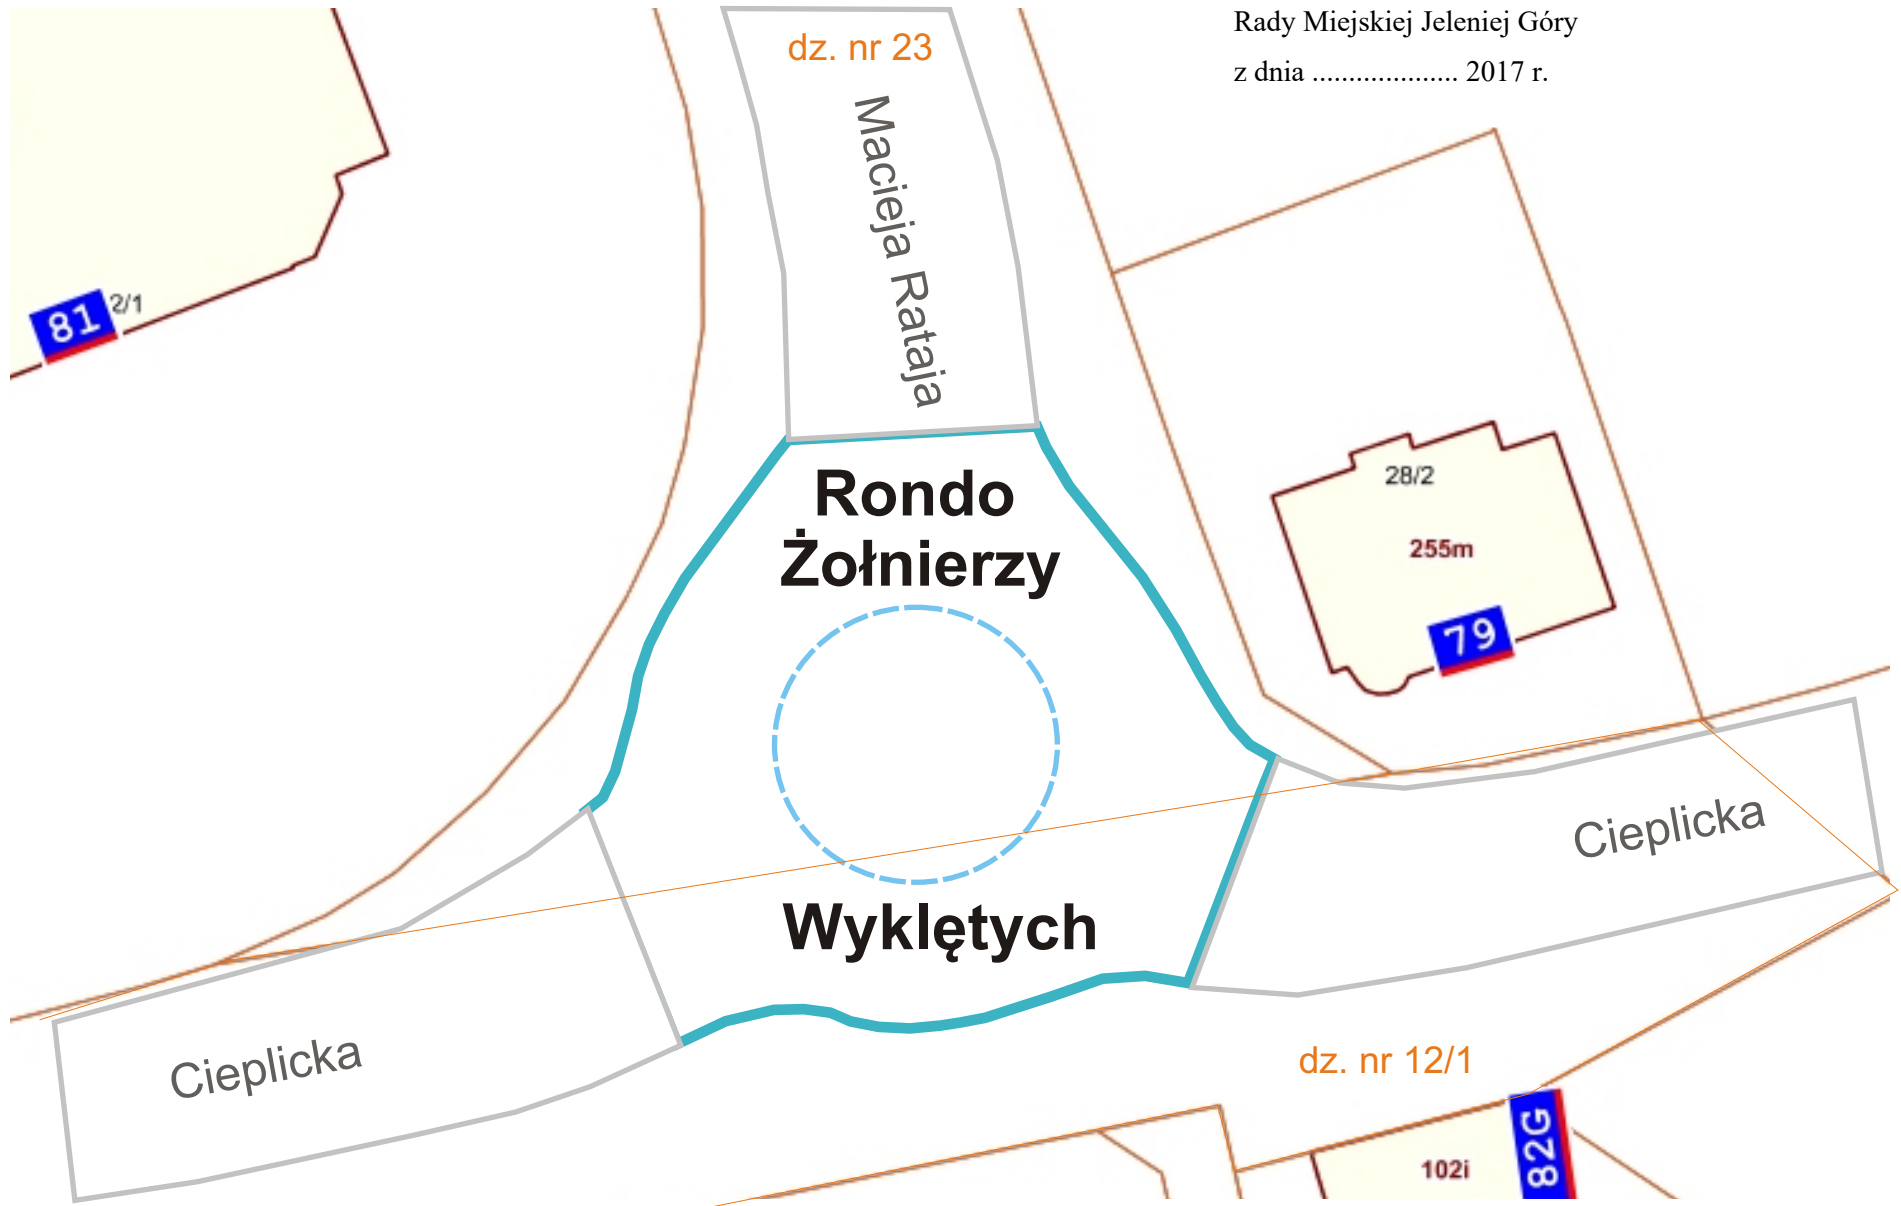 Rady Miejskiej Jeleniej Góry
z dnia .................... 2017 r.
dz. nr 23
Macieja Rataja
81
2/1
Rondo
Żołnierzy
28/2
255m
79
Cieplicka
Wyklętych
Cieplicka
dz. nr 12/1
82G
102i